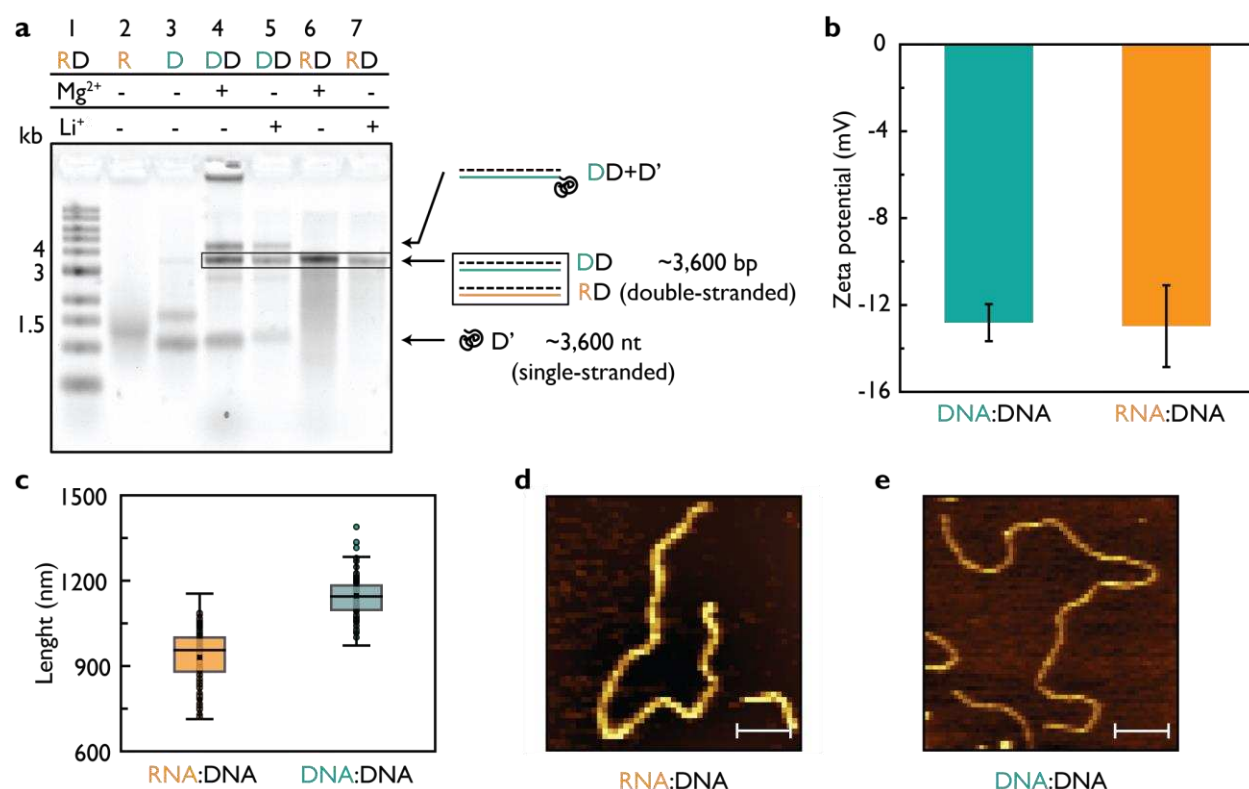 a
1 2 3 4 5 6 7
RD R D DD DD RD RD
Mg²⁺ - - + - + -
kb Li⁺ - - - + - +
4
3
1.5
DD+D’
DD ~3,600 bp
RD (double-stranded)
D’ ~3,600 nt
(single-stranded)
b
0
-4
-8
-12
-16
Zeta potential (mV)
DNA:DNA RNA:DNA
c
1500
1200
900
600
Lenght (nm)
RNA:DNA DNA:DNA
d
RNA:DNA
e
DNA:DNA